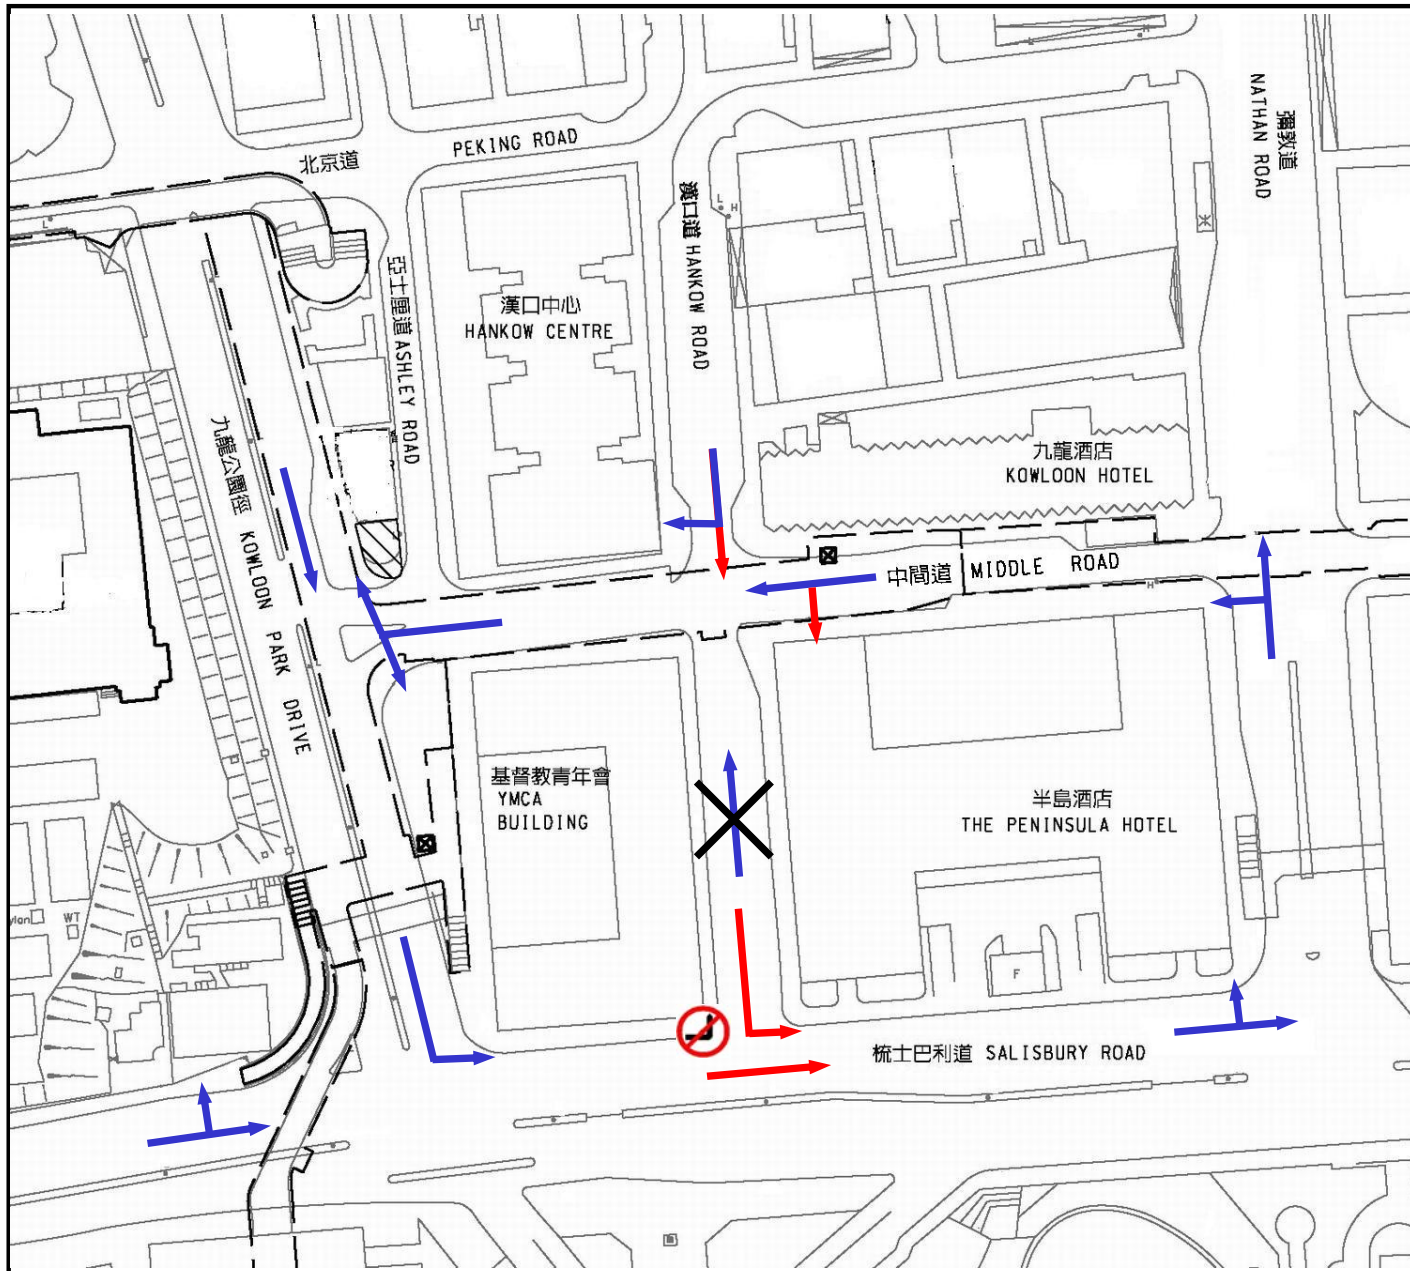 彌敦道
NATHAN ROAD
PEKING ROAD
北京道
漢口道 HANKOW ROAD
L
H
L
H
亞士厘道 ASHLEY ROAD
漢口中心
HANKOW CENTRE
九龍公園徑 KOWLOON PARK DRIVE
九龍酒店
KOWLOON HOTEL
中間道 MIDDLE ROAD
H
基督教青年會
YMCA
BUILDING
半島酒店
THE PENINSULA HOTEL
ylon
WT
F
梳士巴利道 SALISBURY ROAD